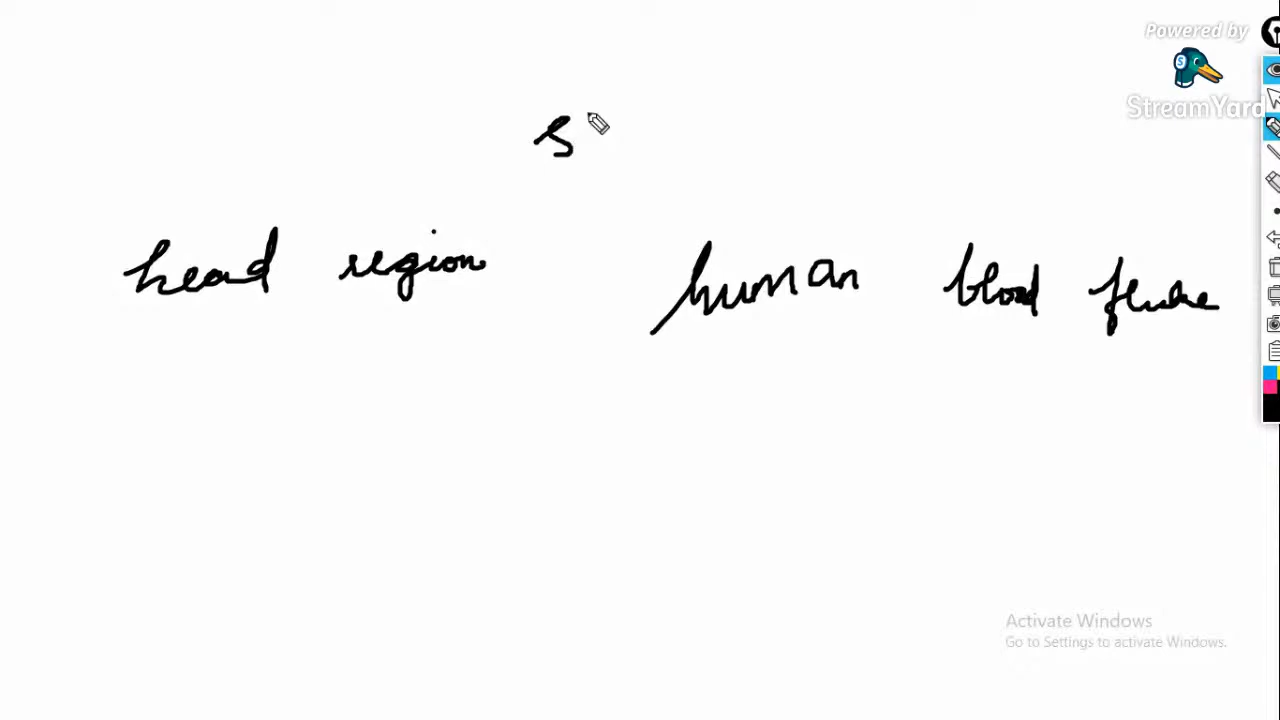 Powered by
StreamYard
s
head region human blood fluke
Activate Windows
Go to Settings to activate Windows.